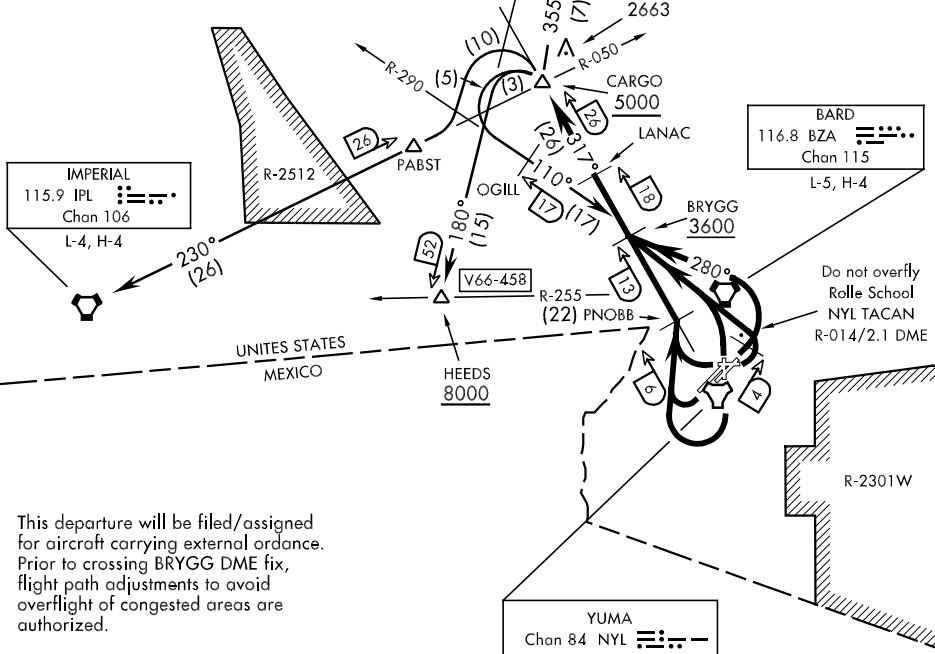 355
(7)
2663
(10)
R-050
R-290
(5)
(3)
CARGO
5000
26
LANAC
(26)
317°
BARD
116.8 BZA
Chan 115
L-5, H-4
26
PABST
R-2512
IMPERIAL
115.9 IPL
Chan 106
L-4, H-4
110°
OGILL
17
(17)
18
BRYGG
3600
180°
(15)
230°
(26)
52
V66-458
280°
13
Do not overfly
Rolle School
NYL TACAN
R-014/2.1 DME
R-255
(22)
PNOBB
UNITES STATES
MEXICO
HEEDS
8000
6
4
R-2301W
This departure will be filed/assigned
for aircraft carrying external ordance.
Prior to crossing BRYGG DME fix,
flight path adjustments to avoid
overflight of congested areas are
authorized.
YUMA
Chan 84 NYL